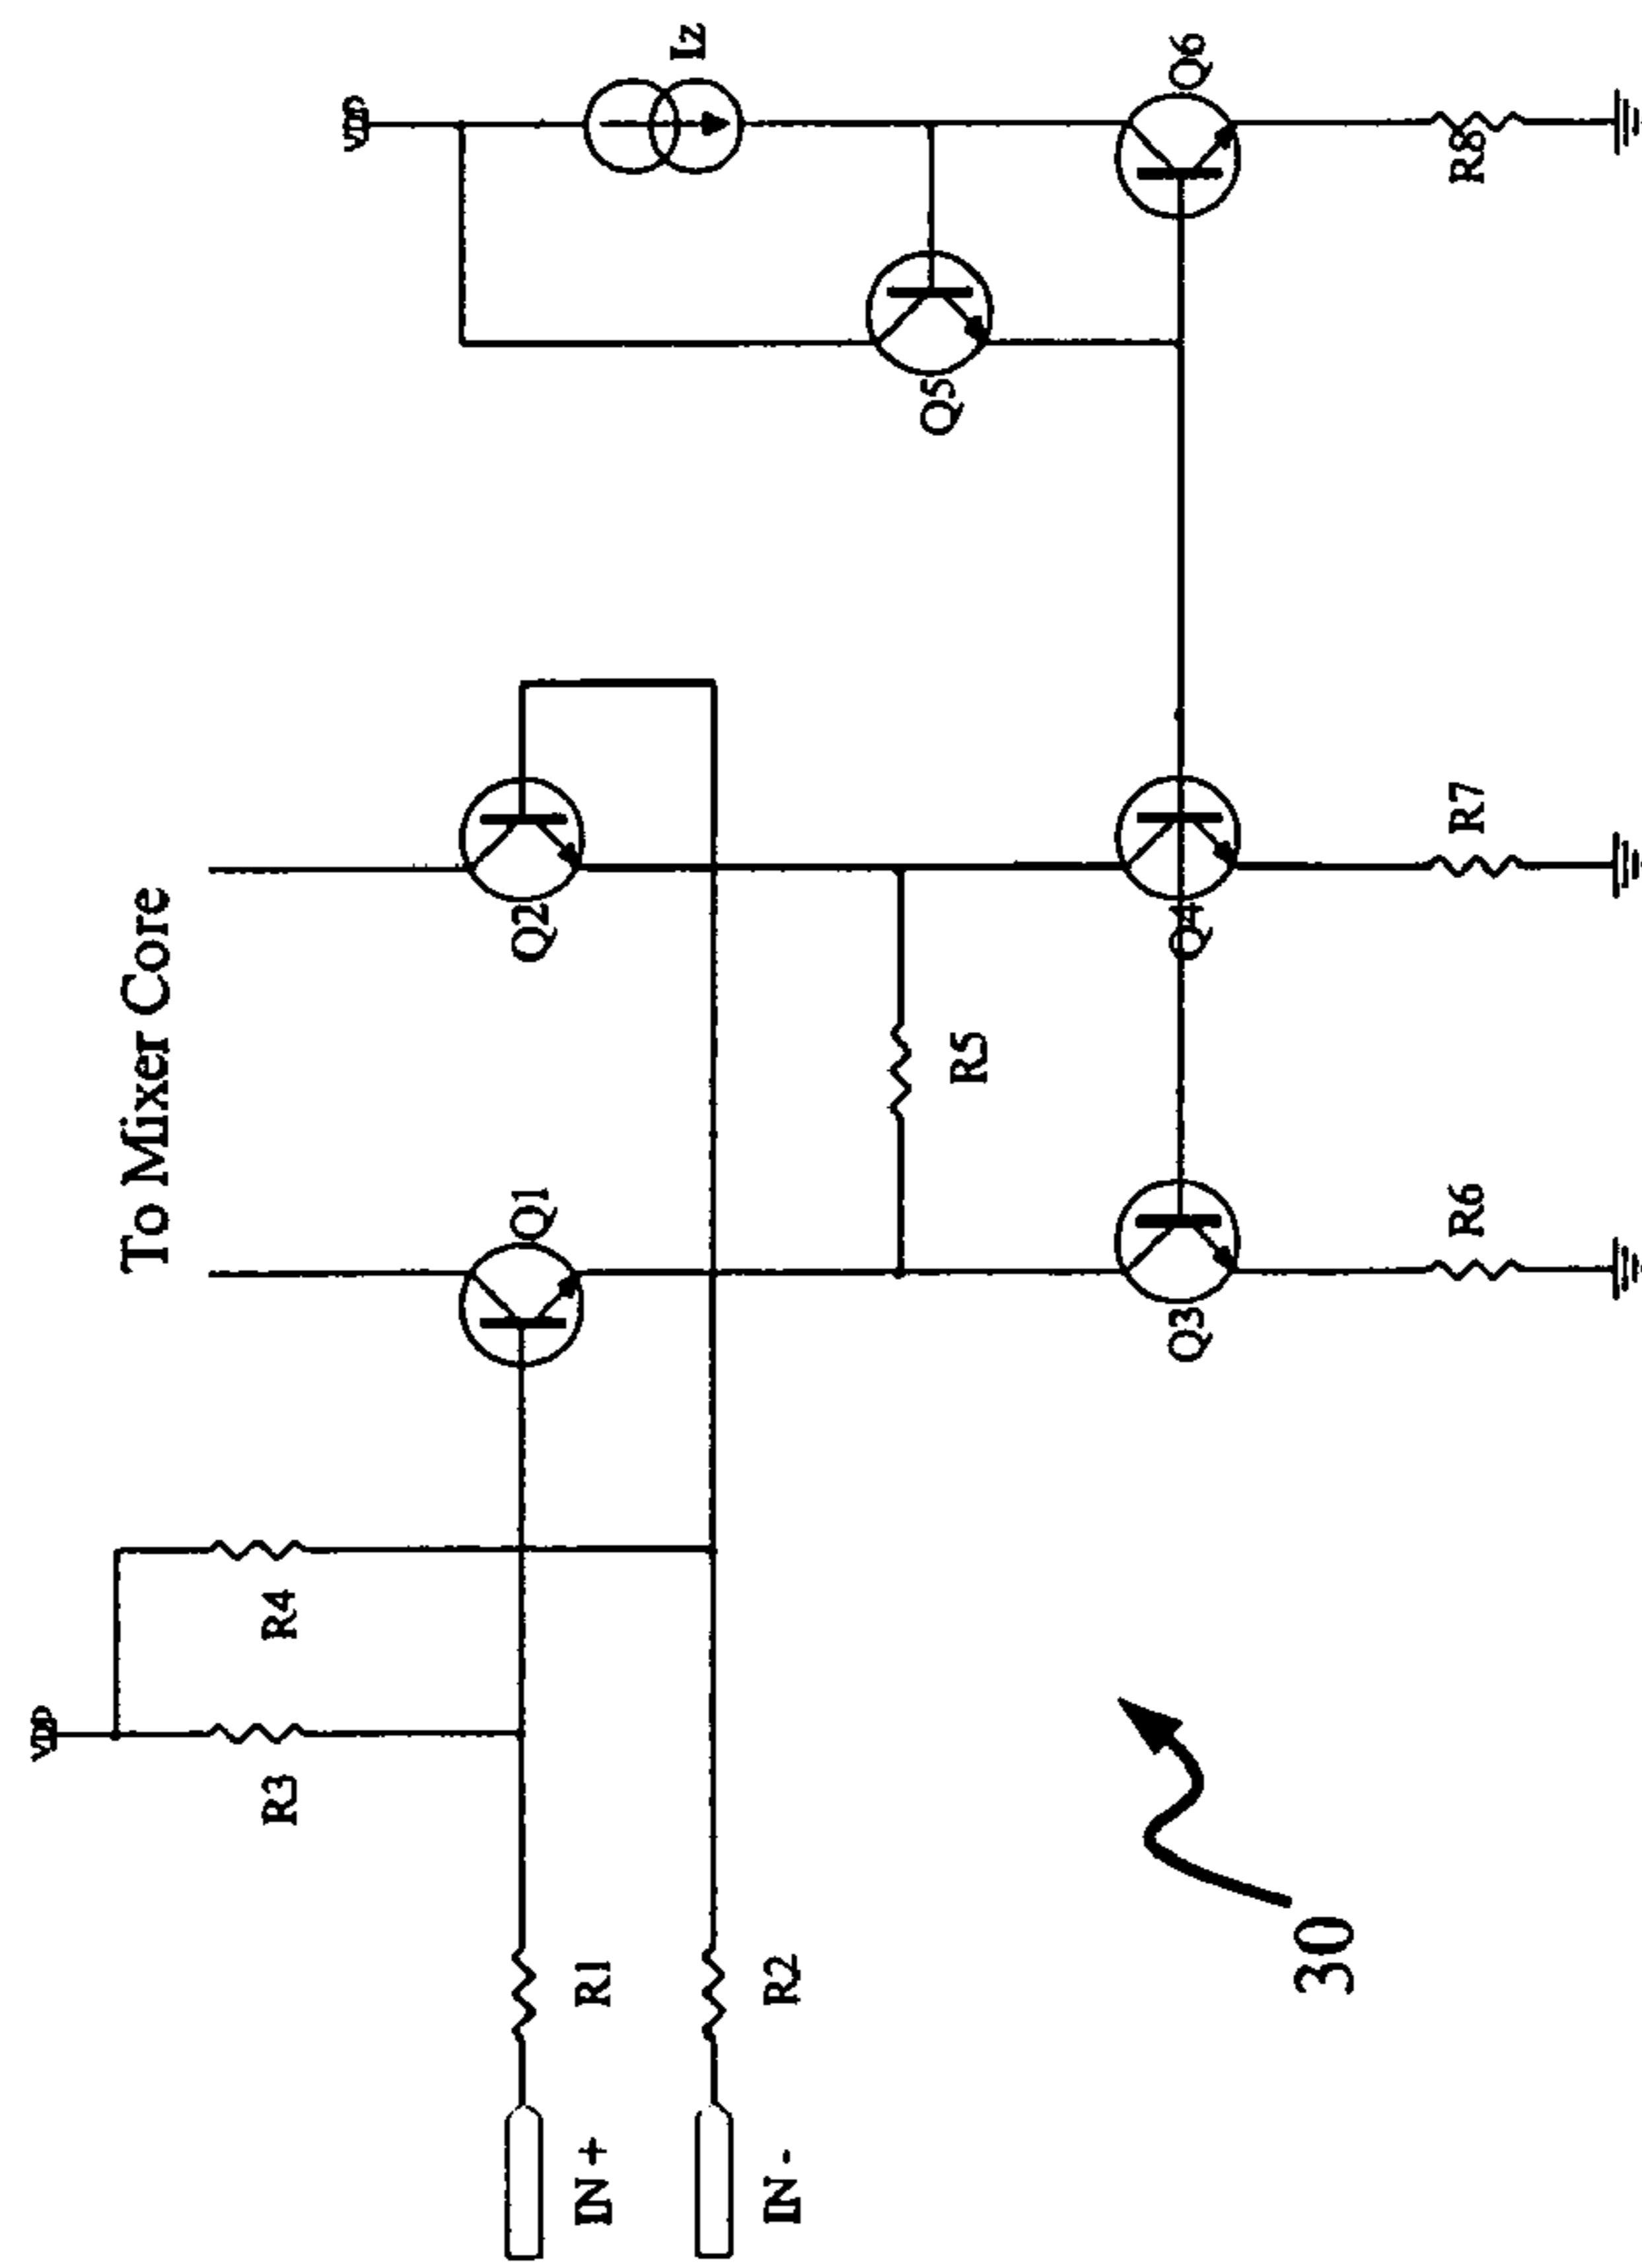 VDD
To Mixer Core
R3
R4
Q1
Q2
IN +
R1
Iz
IN -
R2
R5
Q5
Q3
Q4
Q6
30
R6
R7
R8